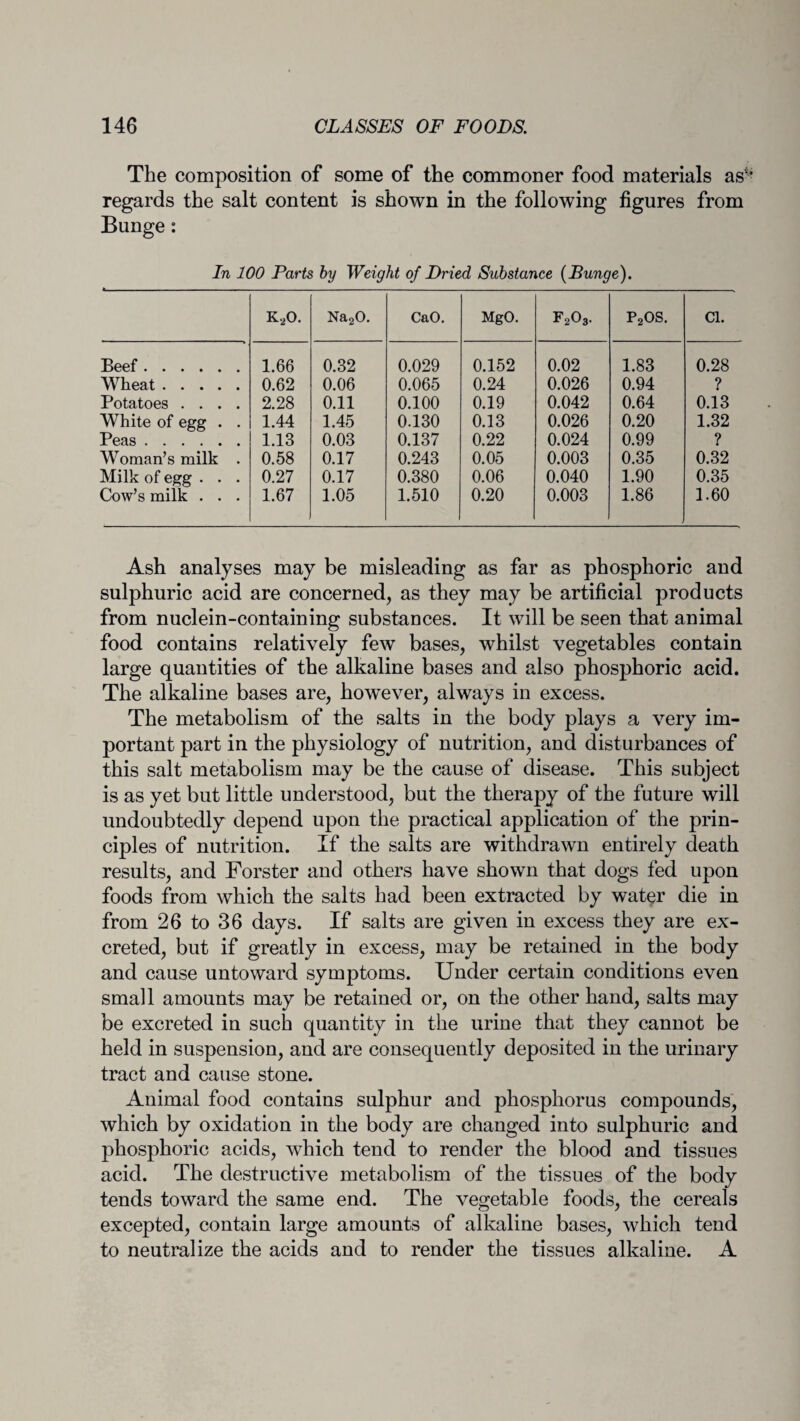 146 CLASSES OF FOODS.
The composition of some of the commoner food materials as
regards the salt content is shown in the following figures from
Bunge :
In 100 Parts by Weight of Dried Substance (Bunge).
K₂O. Na₂O. CaO. MgO. F₂O₃. P₂OS. Cl.
Beef . . . . . . 1.66 0.32 0.029 0.152 0.02 1.83 0.28
Wheat . . . . . 0.62 0.06 0.065 0.24 0.026 0.94 ?
Potatoes . . . . 2.28 0.11 0.100 0.19 0.042 0.64 0.13
White of egg . . 1.44 1.45 0.130 0.13 0.026 0.20 1.32
Peas . . . . . . 1.13 0.03 0.137 0.22 0.024 0.99 ?
Woman's milk . 0.58 0.17 0.243 0.05 0.003 0.35 0.32
Milk of egg . . . 0.27 0.17 0.380 0.06 0.040 1.90 0.35
Cow's milk . . . 1.67 1.05 1.510 0.20 0.003 1.86 1.60
Ash analyses may be misleading as far as phosphoric and
sulphuric acid are concerned, as they may be artificial products
from nuclein-containing substances. It will be seen that animal
food contains relatively few bases, whilst vegetables contain
large quantities of the alkaline bases and also phosphoric acid.
The alkaline bases are, however, always in excess.
The metabolism of the salts in the body plays a very im-
portant part in the physiology of nutrition, and disturbances of
this salt metabolism may be the cause of disease. This subject
is as yet but little understood, but the therapy of the future will
undoubtedly depend upon the practical application of the prin-
ciples of nutrition. If the salts are withdrawn entirely death
results, and Forster and others have shown that dogs fed upon
foods from which the salts had been extracted by water die in
from 26 to 36 days. If salts are given in excess they are ex-
creted, but if greatly in excess, may be retained in the body
and cause untoward symptoms. Under certain conditions even
small amounts may be retained or, on the other hand, salts may
be excreted in such quantity in the urine that they cannot be
held in suspension, and are consequently deposited in the urinary
tract and cause stone.
Animal food contains sulphur and phosphorus compounds,
which by oxidation in the body are changed into sulphuric and
phosphoric acids, which tend to render the blood and tissues
acid. The destructive metabolism of the tissues of the body
tends toward the same end. The vegetable foods, the cereals
excepted, contain large amounts of alkaline bases, which tend
to neutralize the acids and to render the tissues alkaline. A